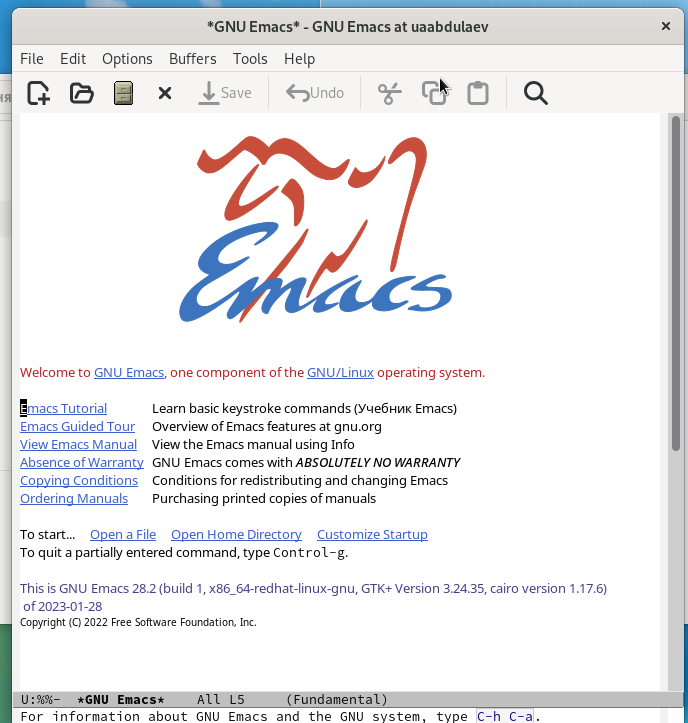 *GNU Emacs* - GNU Emacs at uaabdulaev
File Edit Options Buffers Tools Help
Save Undo
ня
Emacs
Welcome to GNU Emacs, one component of the GNU/Linux operating system.
Emacs Tutorial Learn basic keystroke commands (Учебник Emacs)
Emacs Guided Tour Overview of Emacs features at gnu.org
View Emacs Manual View the Emacs manual using Info
Absence of Warranty GNU Emacs comes with ABSOLUTELY NO WARRANTY
Copying Conditions Conditions for redistributing and changing Emacs
Ordering Manuals Purchasing printed copies of manuals
To start... Open a File Open Home Directory Customize Startup
To quit a partially entered command, type Control-g.
This is GNU Emacs 28.2 (build 1, x86_64-redhat-linux-gnu, GTK+ Version 3.24.35, cairo version 1.17.6)
of 2023-01-28
Copyright (C) 2022 Free Software Foundation, Inc.
U:%%- *GNU Emacs* All L5 (Fundamental)
For information about GNU Emacs and the GNU system, type C-h C-a.